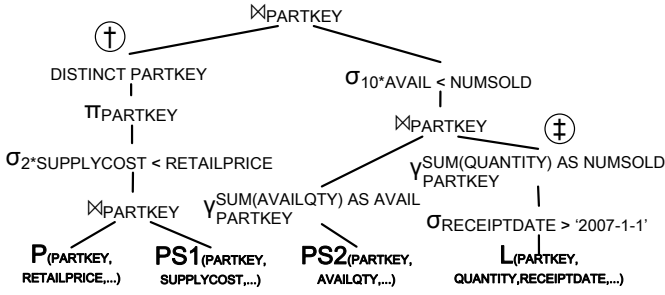 ⋈PARTKEY
†
DISTINCT PARTKEY
σ10*AVAIL < NUMSOLD
πPARTKEY
⋈PARTKEY
‡
σ2*SUPPLYCOST < RETAILPRICE
γSUM(QUANTITY) AS NUMSOLD
PARTKEY
⋈PARTKEY
γSUM(AVAILQTY) AS AVAIL
PARTKEY
σRECEIPTDATE > '2007-1-1'
P(PARTKEY,
RETAILPRICE,...)
PS1(PARTKEY,
SUPPLYCOST,...)
PS2(PARTKEY,
AVAILQTY,...)
L(PARTKEY,
QUANTITY,RECEIPTDATE,...)